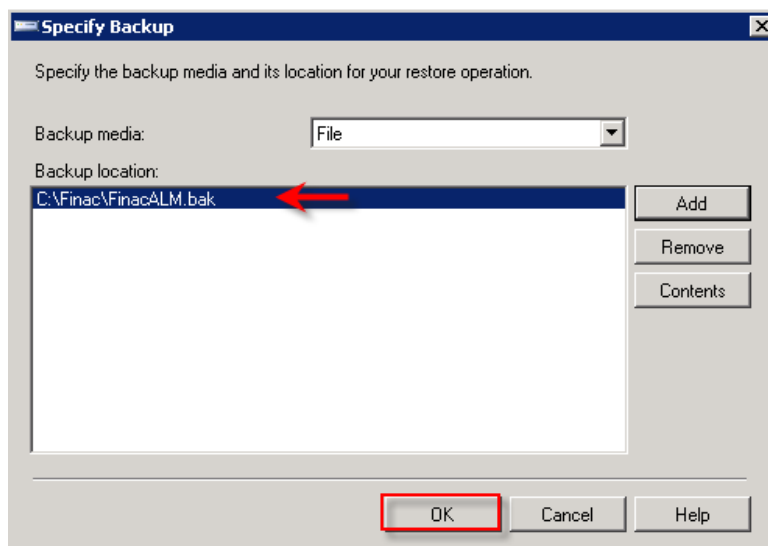 Specify Backup
Specify the backup media and its location for your restore operation.
Backup media:
File
Backup location:
C:\Finac\FinacALM.bak
Add
Remove
Contents
OK
Cancel
Help